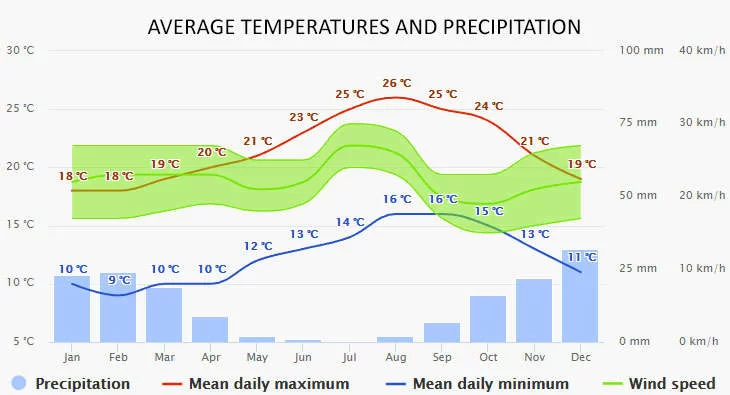 AVERAGE TEMPERATURES AND PRECIPITATION
30 °C 100 mm 40 km/h
26 °C
25 °C 25 °C
24 °C
25 °C 75 mm 30 km/h
23 °C
21 °C 21 °C
20 °C
19 °C 19 °C
20 °C
18 °C 18 °C
16 °C 16 °C
50 mm 20 km/h
15 °C
14 °C
15 °C
13 °C 13 °C
12 °C
11 °C
10 °C 10 °C 10 °C
9 °C
10 °C 25 mm 10 km/h
5 °C 0 mm 0 km/h
Jan Feb Mar Apr May Jun Jul Aug Sep Oct Nov Dec
Precipitation Mean daily maximum Mean daily minimum Wind speed